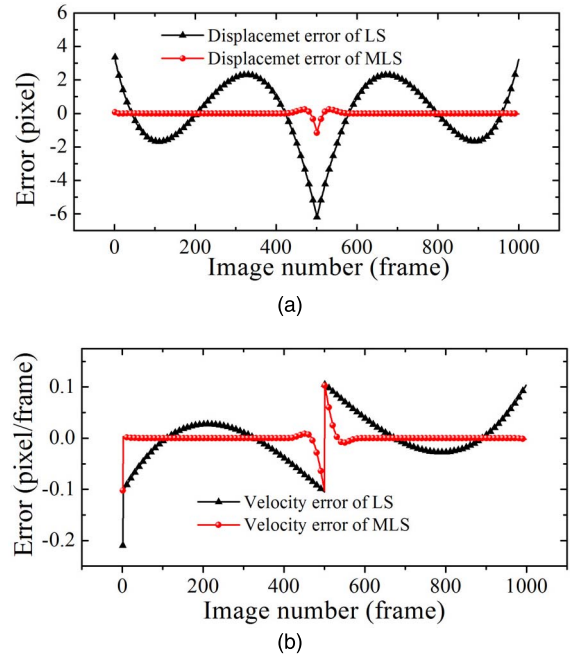 6
4
2
0
-2
-4
-6
Error (pixel)
Displacemet error of LS
Displacemet error of MLS
0 200 400 600 800 1000
Image number (frame)
(a)
0.1
0.0
-0.1
-0.2
Error (pixel/frame)
Velocity error of LS
Velocity error of MLS
0 200 400 600 800 1000
Image number (frame)
(b)